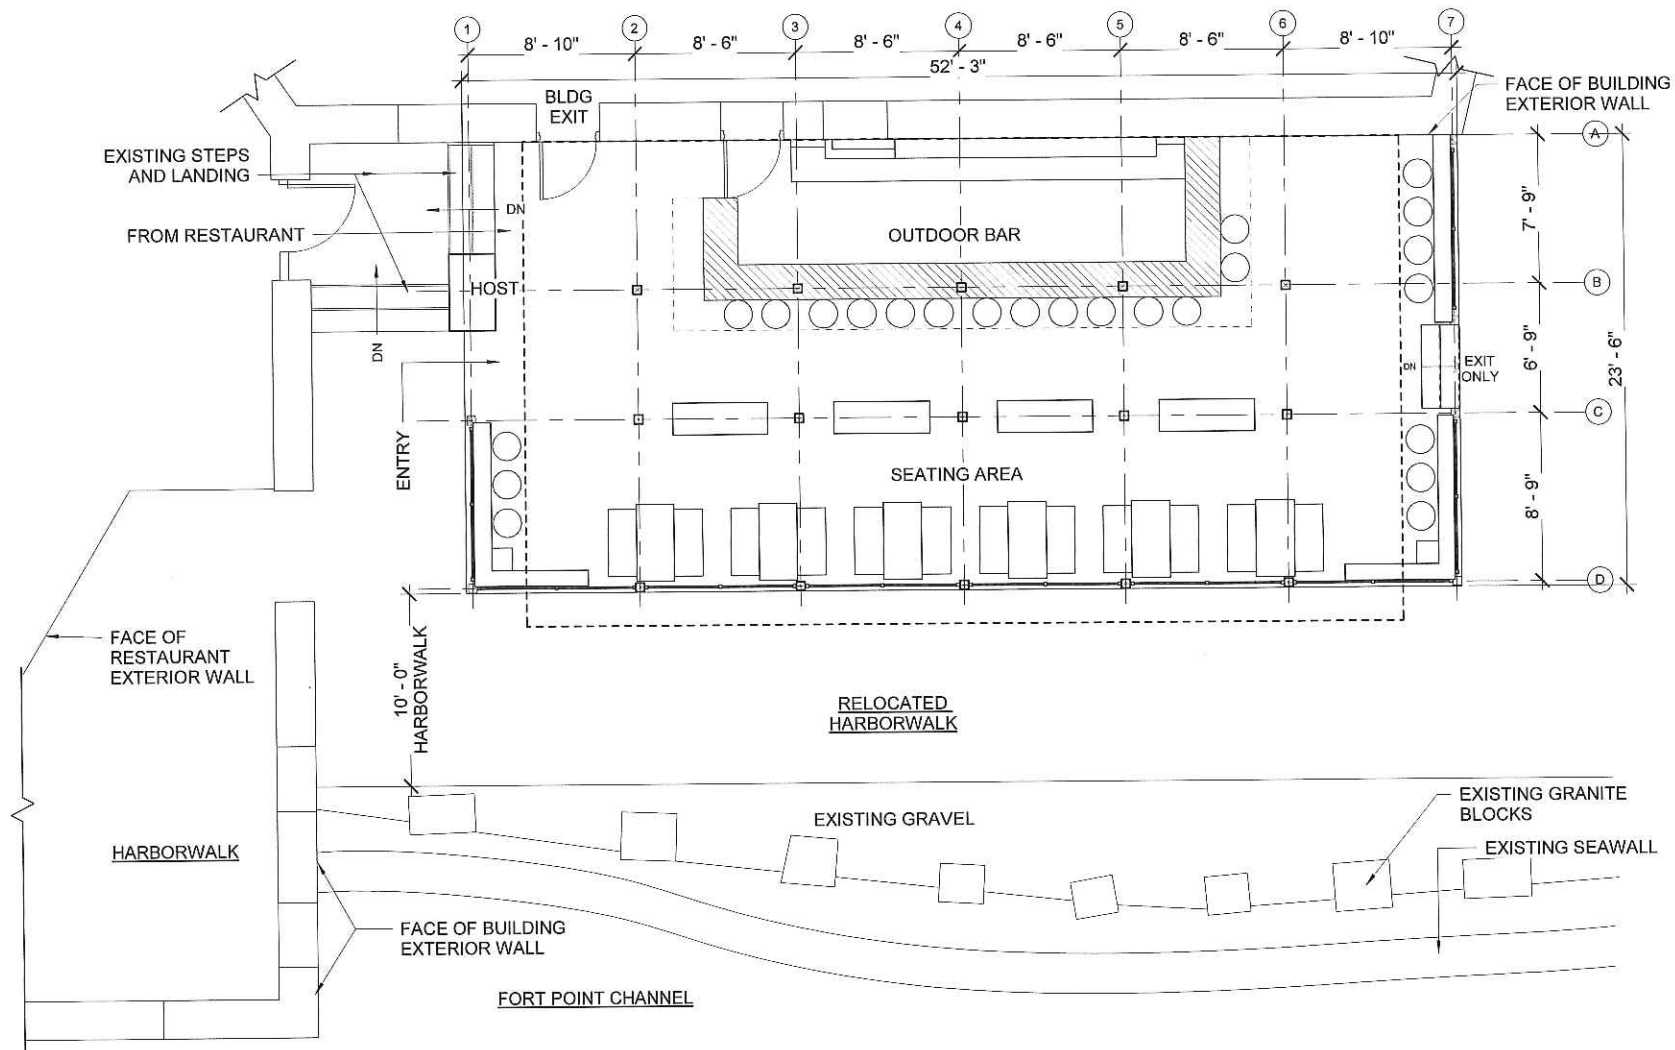 1 2 3 4 5 6 7
8' - 10" 8' - 6" 8' - 6" 8' - 6" 8' - 6" 8' - 10"
52' - 3"
BLDG
EXIT
FACE OF BUILDING
EXTERIOR WALL
A
EXISTING STEPS
AND LANDING
DN
7' - 9"
FROM RESTAURANT
OUTDOOR BAR
HOST
B
DN
DN
EXIT
ONLY
6' - 9"
23' - 6"
C
ENTRY
SEATING AREA
8' - 9"
D
FACE OF
RESTAURANT
EXTERIOR WALL
10' - 0"
HARBORWALK
RELOCATED
HARBORWALK
EXISTING GRANITE
BLOCKS
EXISTING GRAVEL
HARBORWALK
EXISTING SEAWALL
FACE OF BUILDING
EXTERIOR WALL
FORT POINT CHANNEL